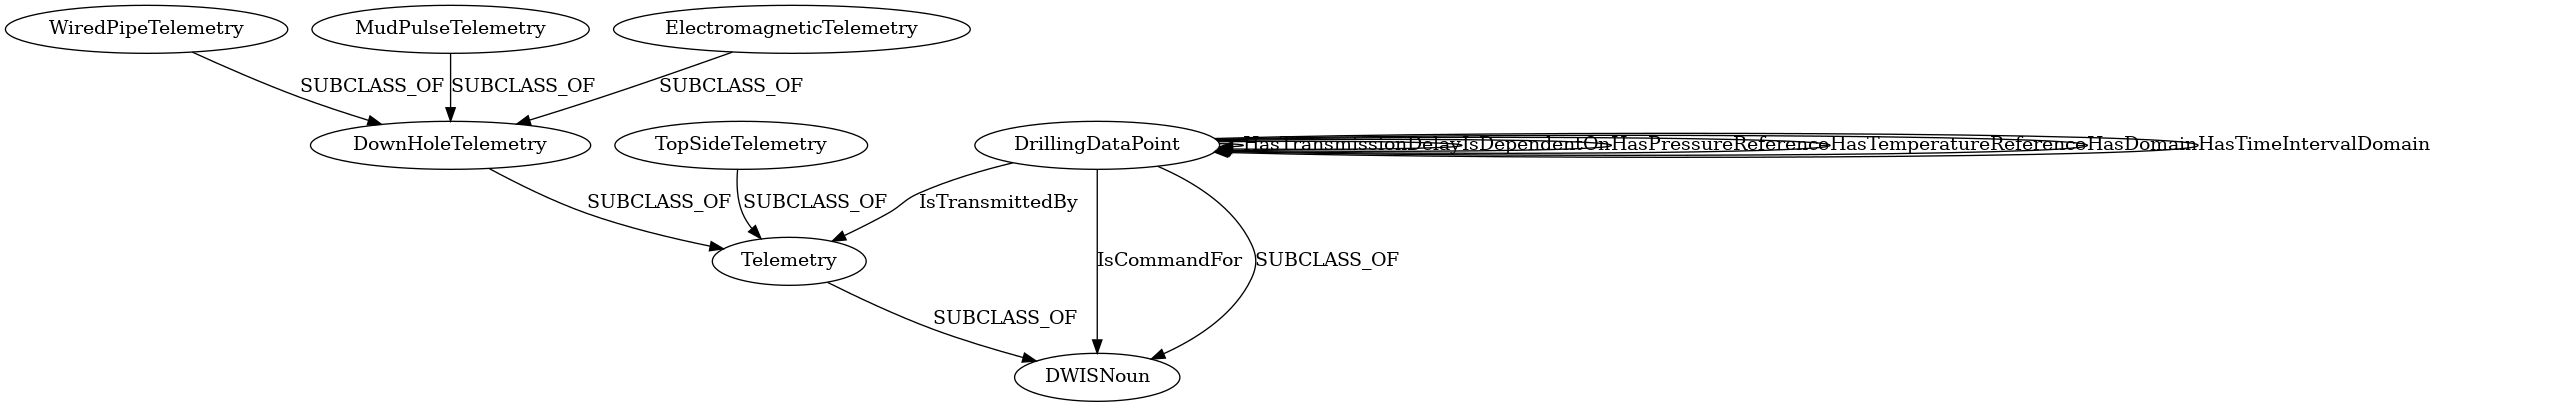 WiredPipeTelemetry
MudPulseTelemetry
ElectromagneticTelemetry
SUBCLASS_OF
SUBCLASS_OF
SUBCLASS_OF
DownHoleTelemetry
TopSideTelemetry
DrillingDataPoint
HasTransmissionDelay
IsDependentOn
HasPressureReference
HasTemperatureReference
HasDomain
HasTimeIntervalDomain
SUBCLASS_OF
SUBCLASS_OF
IsTransmittedBy
Telemetry
IsCommandFor
SUBCLASS_OF
SUBCLASS_OF
DWISNoun